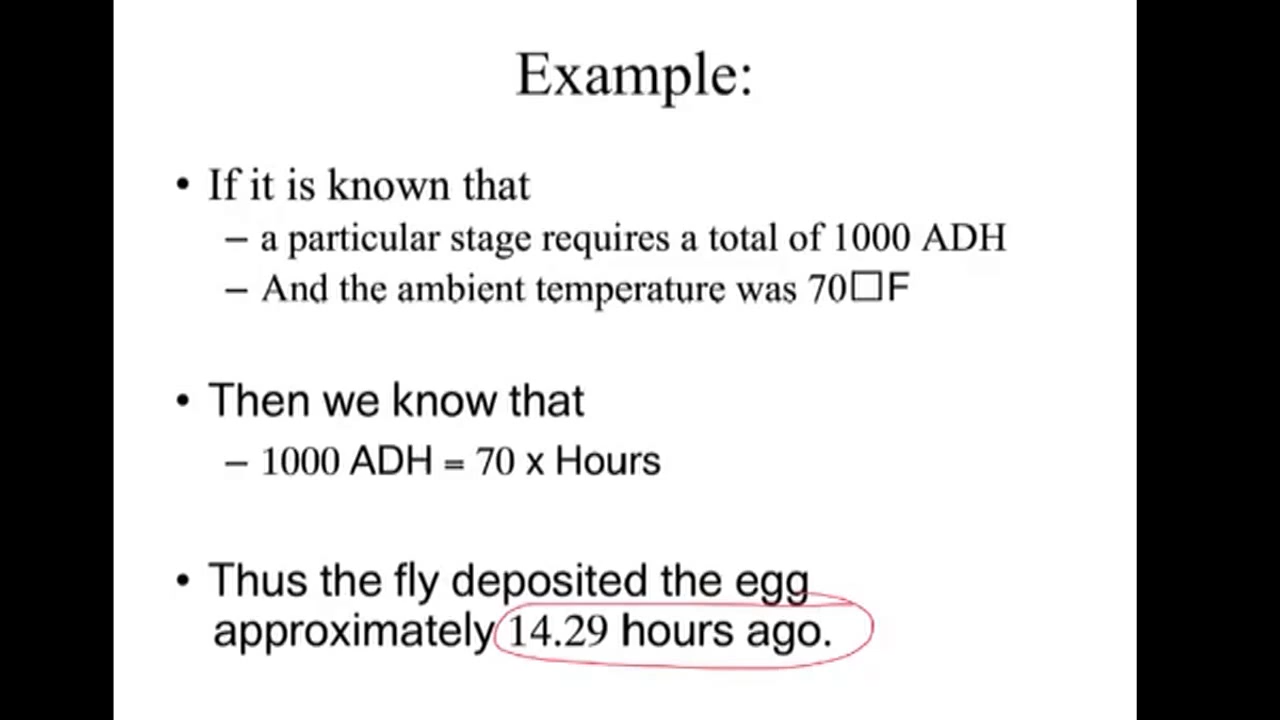 Example:
• If it is known that
– a particular stage requires a total of 1000 ADH
– And the ambient temperature was 70□F
• Then we know that
– 1000 ADH = 70 x Hours
• Thus the fly deposited the egg
approximately 14.29 hours ago.